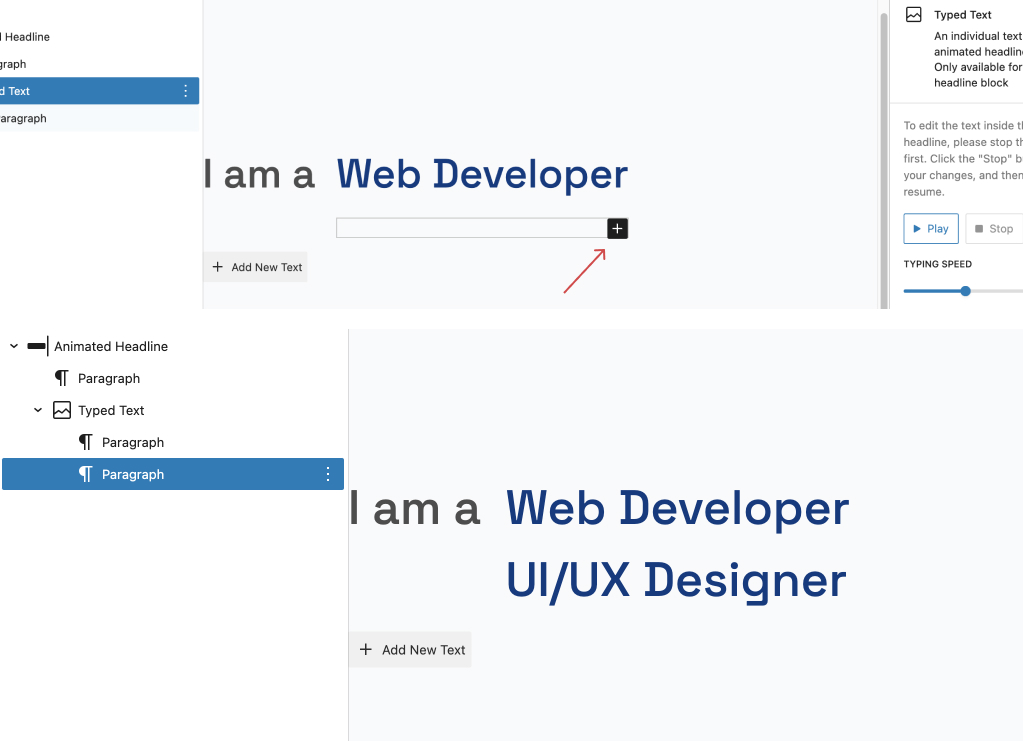 l Headline
graph
d Text
aragraph
I am a Web Developer
+ Add New Text
Typed Text
An individual text
animated headlin
Only available for
headline block
To edit the text inside th
headline, please stop th
first. Click the "Stop" b
your changes, and then
resume.
Play
Stop
TYPING SPEED
Animated Headline
Paragraph
Typed Text
Paragraph
Paragraph
I am a Web Developer
UI/UX Designer
+ Add New Text